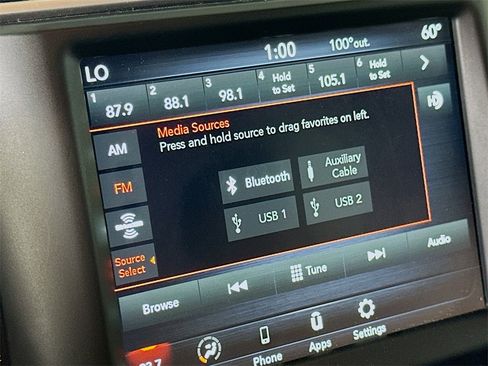 LO
1:00
100° out.
60°
1
87.9
2
88.1
3
98.1
4
Hold
to Set
5
105.1
6
Hold
to Set
AM
FM
Source
Select
Media Sources
Press and hold source to drag favorites on left.
Bluetooth
Auxiliary
Cable
USB 1
USB 2
Browse
Tune
Audio
Phone
Apps
Settings